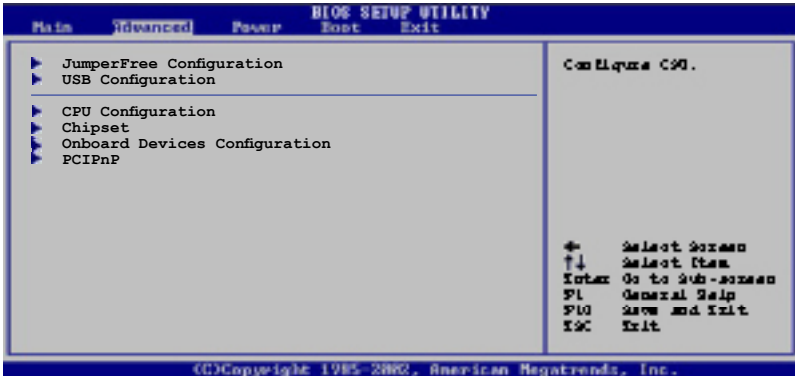 BIOS SETUP UTILITY
Main Advanced Power Boot Exit
JumperFree Configuration
USB Configuration
CPU Configuration
Chipset
Onboard Devices Configuration
PCIPnP
Configure CPU.
Select Screen
↑↓ Select Item
Enter Go to Sub-screen
F1 General Help
F10 Save and Exit
ESC Exit
(C)Copyright 1985-2002, American Megatrends, Inc.